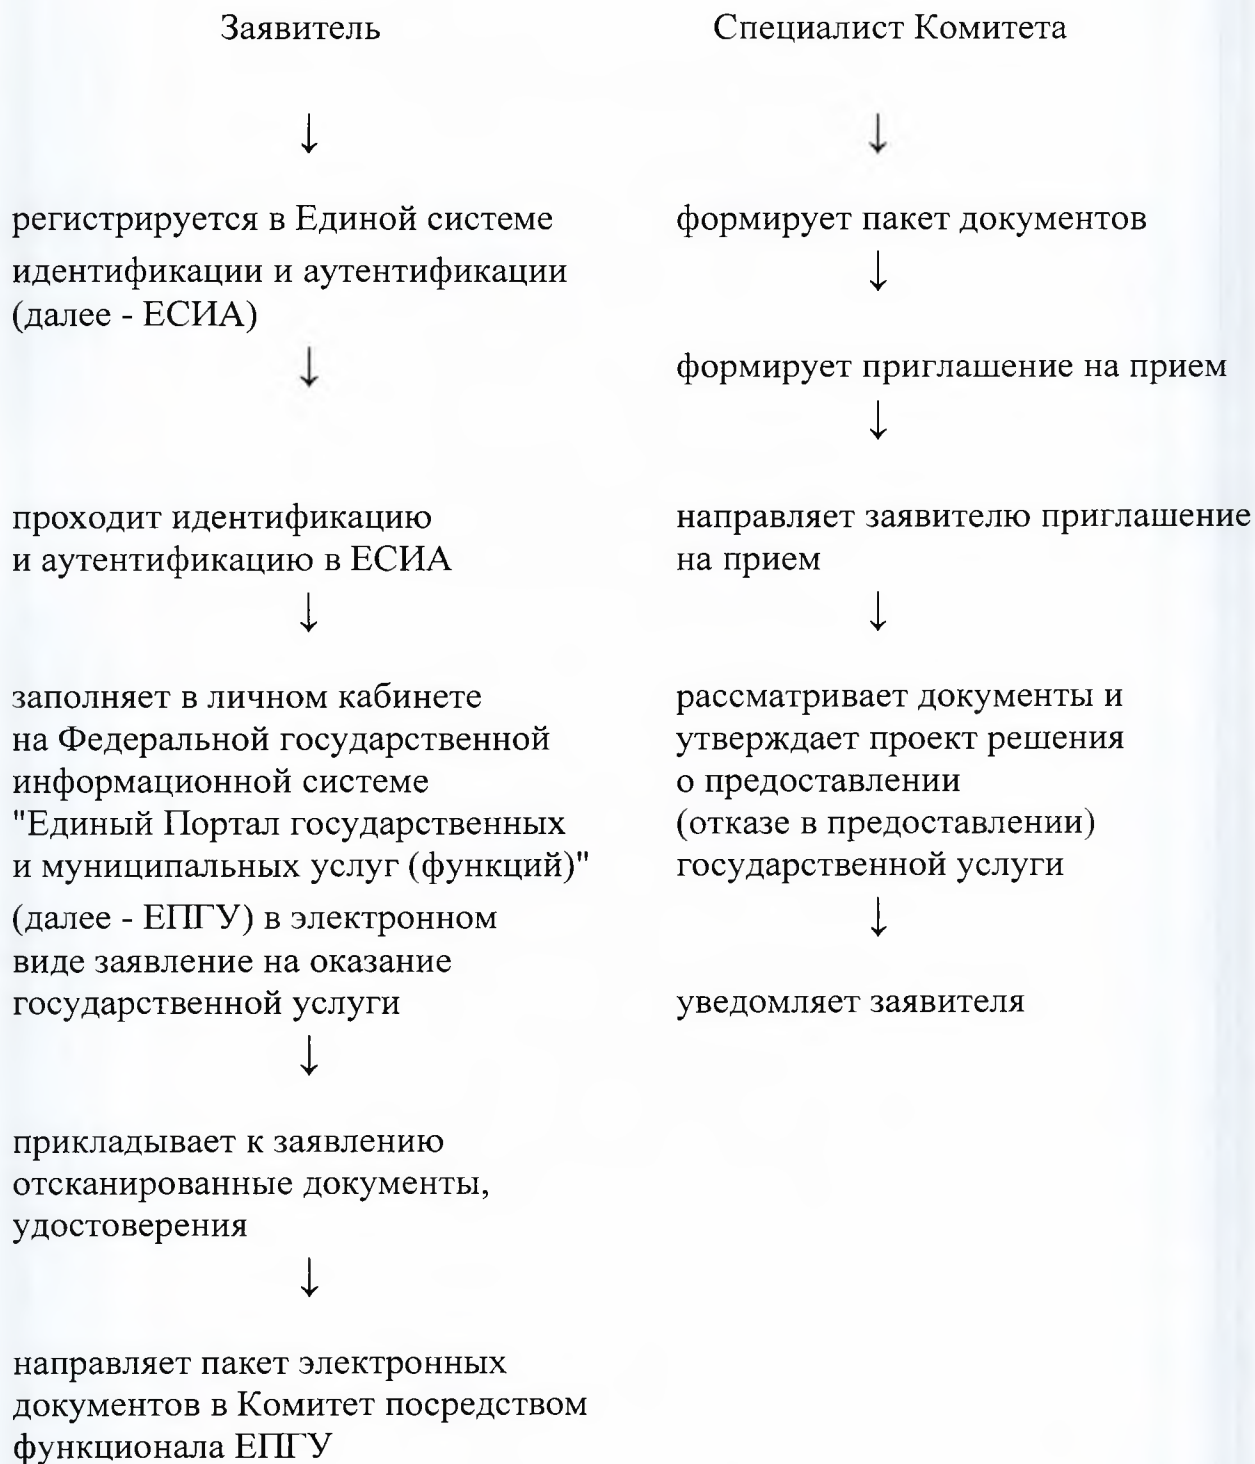 Заявитель
↓
регистрируется в Единой системе
идентификации и аутентификации
(далее - ЕСИА)
↓
проходит идентификацию
и аутентификацию в ЕСИА
↓
заполняет в личном кабинете
на Федеральной государственной
информационной системе
"Единый Портал государственных
и муниципальных услуг (функций)"
(далее - ЕПГУ) в электронном
виде заявление на оказание
государственной услуги
↓
прикладывает к заявлению
отсканированные документы,
удостоверения
↓
направляет пакет электронных
документов в Комитет посредством
функционала ЕПГУ
Специалист Комитета
↓
формирует пакет документов
↓
формирует приглашение на прием
↓
направляет заявителю приглашение
на прием
↓
рассматривает документы и
утверждает проект решения
о предоставлении
(отказе в предоставлении)
государственной услуги
↓
уведомляет заявителя